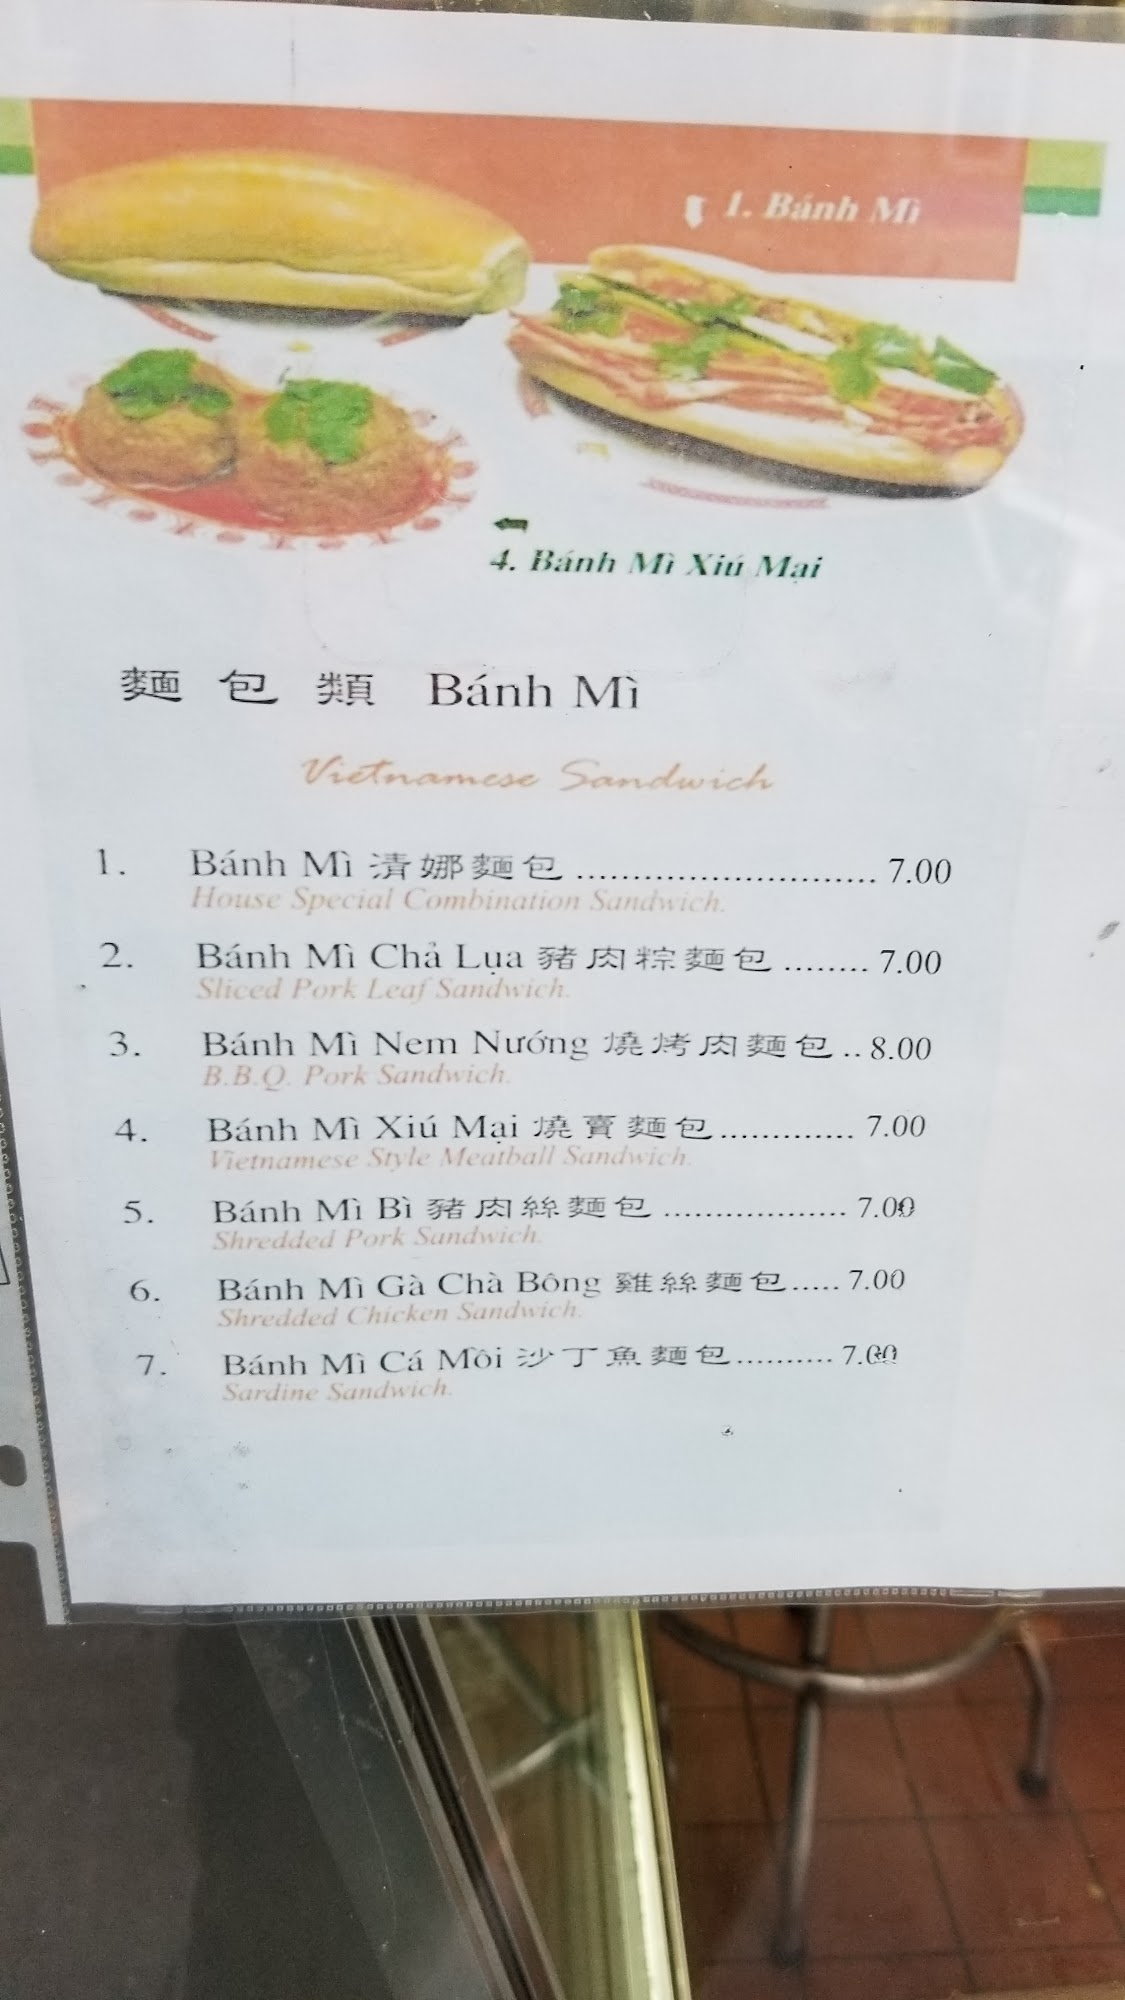 1. Bánh Mì
4. Bánh Mì Xiú Mại
麵包類 Bánh Mì
Vietnamese Sandwich
1. Bánh Mì 清娜麵包 ........................... 7.00
House Special Combination Sandwich.
2. Bánh Mì Chả Lụa 豬肉粽麵包 ........ 7.00
Sliced Pork Leaf Sandwich.
3. Bánh Mì Nem Nướng 燒烤肉麵包 .. 8.00
B.B.Q. Pork Sandwich.
4. Bánh Mì Xiú Mại 燒賣麵包............. 7.00
Vietnamese Style Meatball Sandwich.
5. Bánh Mì Bì 豬肉絲麵包 .................. 7.00
Shredded Pork Sandwich.
6. Bánh Mì Gà Chà Bông 雞絲麵包..... 7.00
Shredded Chicken Sandwich.
7. Bánh Mì Cá Môi 沙丁魚麵包.......... 7.00
Sardine Sandwich.